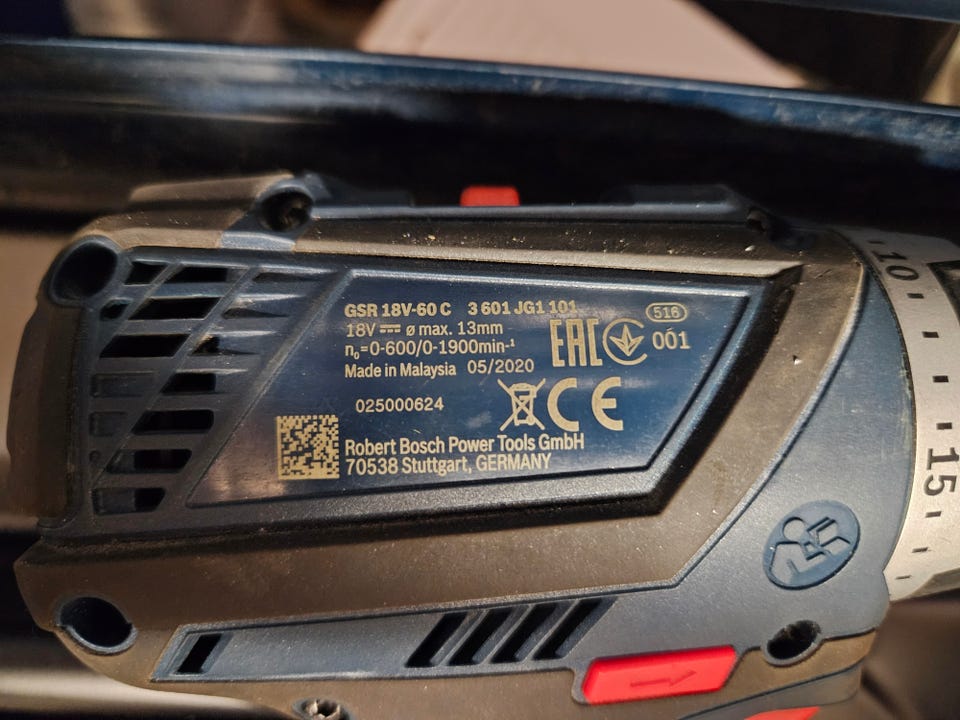 GSR 18V-60 C 3 601 JG1 101
18V ⎓ ø max. 13mm
n₀=0-600/0-1900min⁻¹
Made in Malaysia 05/2020
025000624
516
EAC 001
CE
Robert Bosch Power Tools GmbH
70538 Stuttgart, GERMANY
10
15